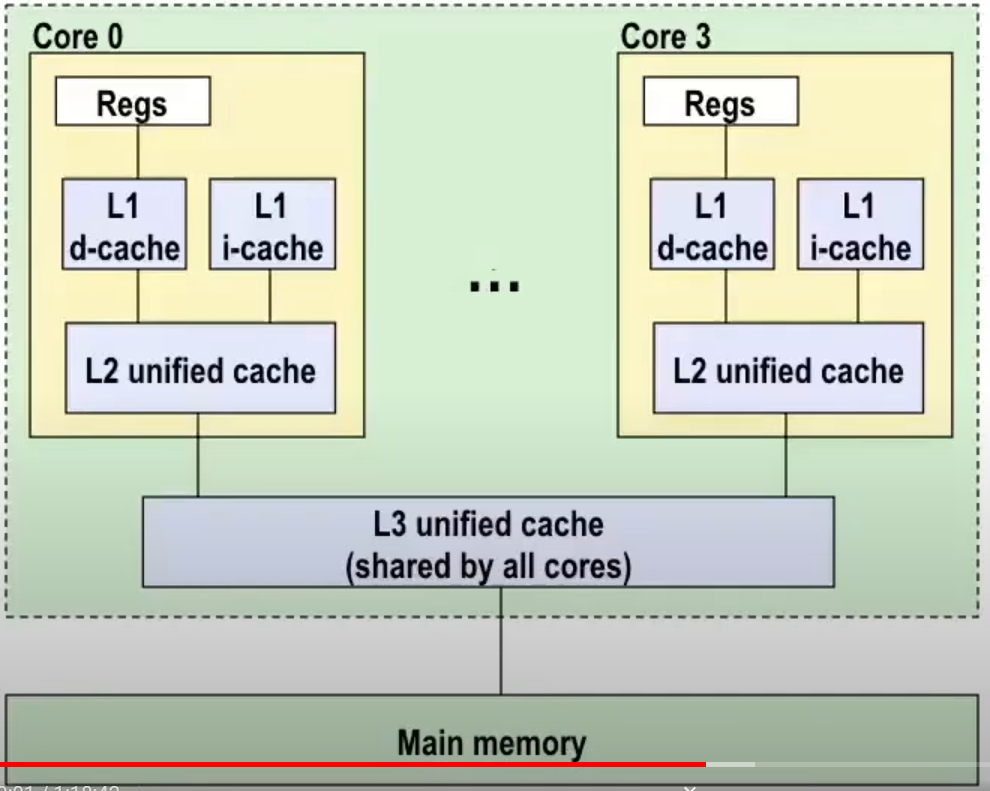 Core 0
Core 3
Regs
Regs
L1
d-cache
L1
i-cache
L1
d-cache
L1
i-cache
...
L2 unified cache
L2 unified cache
L3 unified cache
(shared by all cores)
Main memory